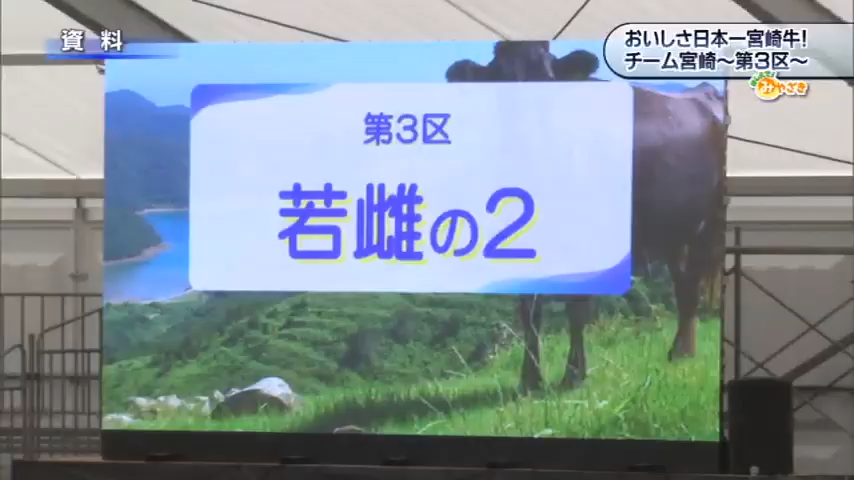 資料
おいしさ日本一宮崎牛!
チーム宮崎～第3区～
みやざき
第3区
若雌の2